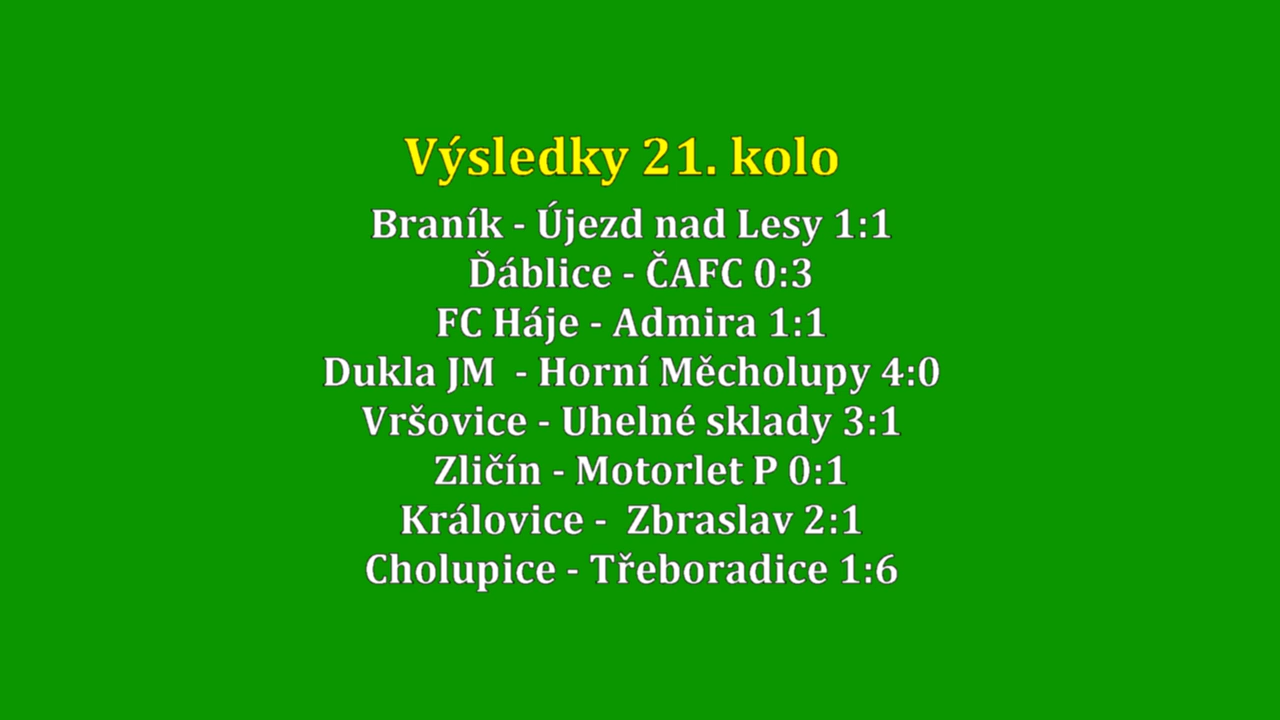 Výsledky 21. kolo
Braník - Újezd nad Lesy 1:1
Ďáblice - ČAFC 0:3
FC Háje - Admira 1:1
Dukla JM  - Horní Měcholupy 4:0
Vršovice - Uhelné sklady 3:1
Zličín - Motorlet P 0:1
Královice -  Zbraslav 2:1
Cholupice - Třeboradice 1:6